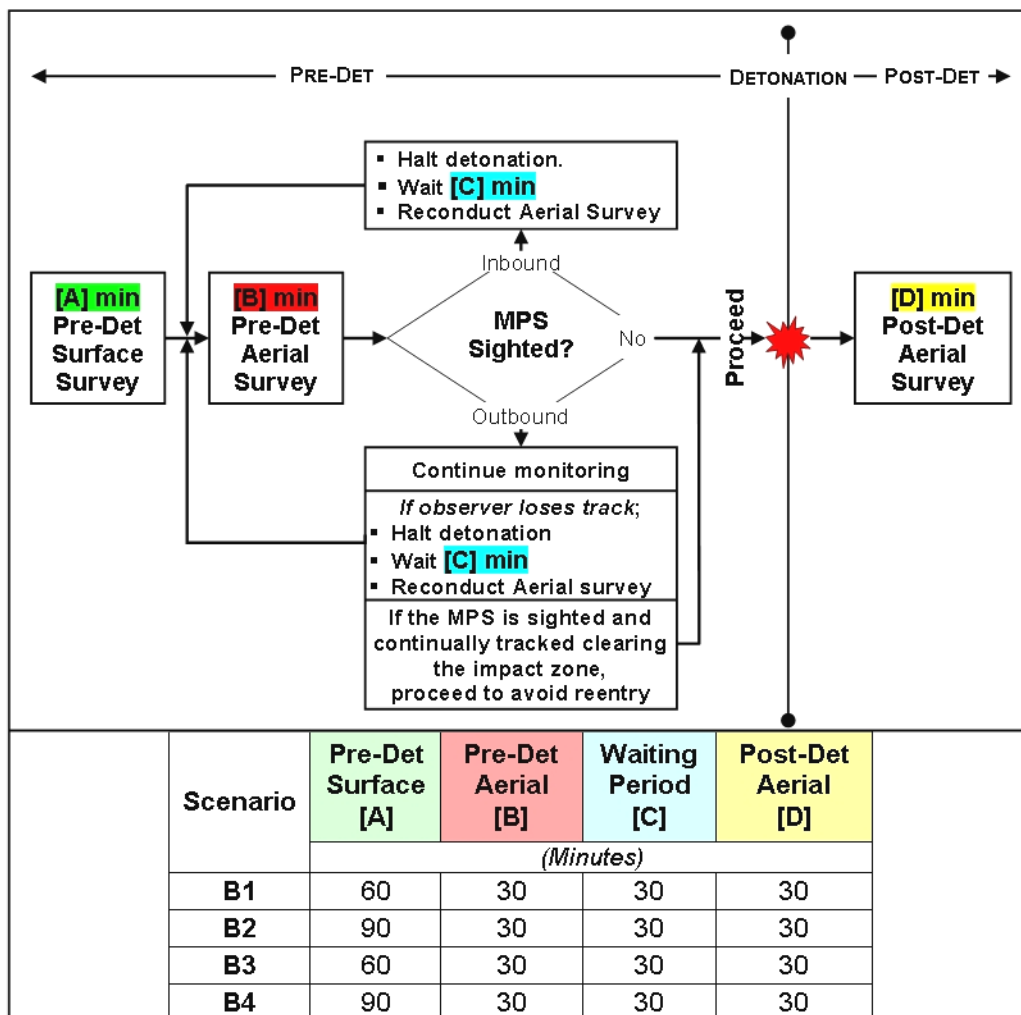 PRE-DET
DETONATION
POST-DET
▪ Halt detonation.
▪ Wait [C] min
▪ Reconduct Aerial Survey
Inbound
[A] min
Pre-Det
Surface
Survey
[B] min
Pre-Det
Aerial
Survey
MPS
Sighted?
No
Proceed
[D] min
Post-Det
Aerial
Survey
Outbound
Continue monitoring
If observer loses track;
▪ Halt detonation
▪ Wait [C] min
▪ Reconduct Aerial survey
If the MPS is sighted and
continually tracked clearing
the impact zone,
proceed to avoid reentry
Scenario
Pre-Det
Surface
[A]
Pre-Det
Aerial
[B]
Waiting
Period
[C]
Post-Det
Aerial
[D]
(Minutes)
B1 60 30 30 30
B2 90 30 30 30
B3 60 30 30 30
B4 90 30 30 30